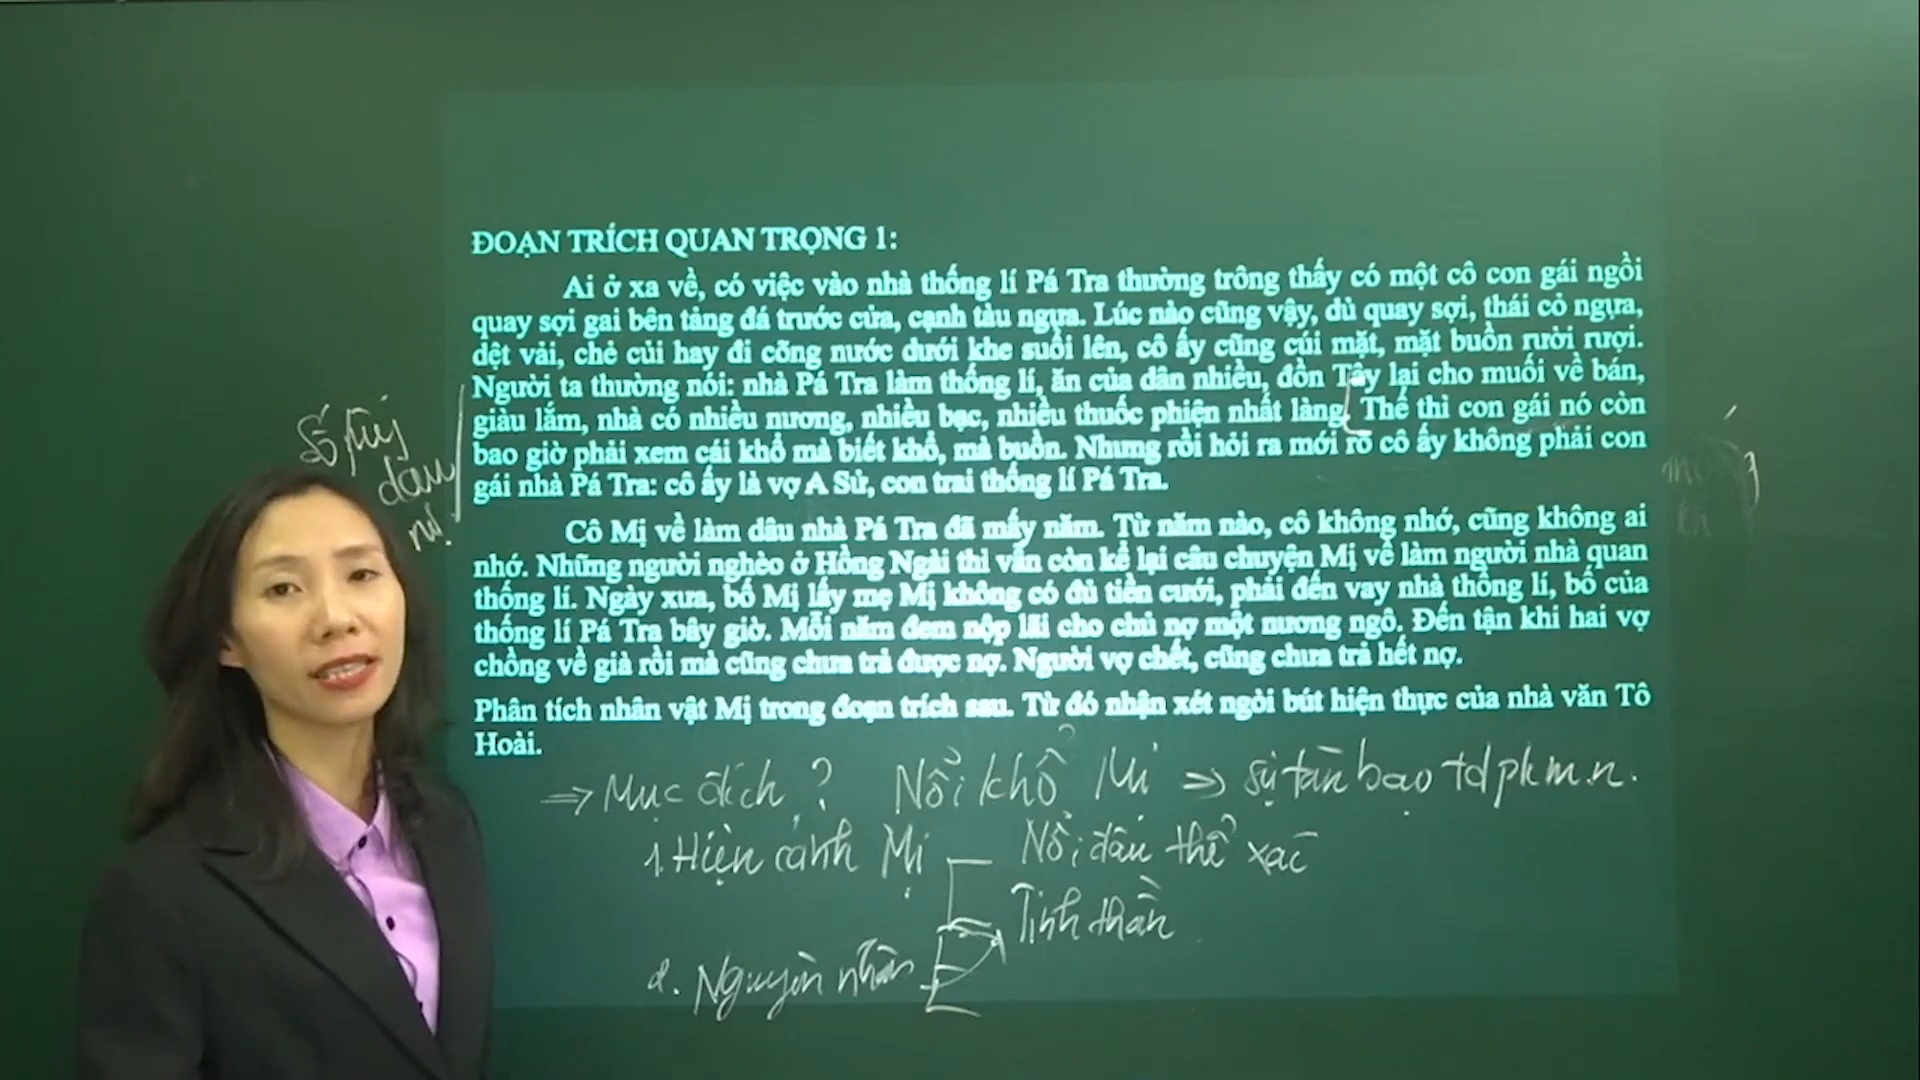 ĐOẠN TRÍCH QUAN TRỌNG 1:
Ai ở xa về, có việc vào nhà thống lí Pá Tra thường trông thấy có một cô con gái ngồi
quay sợi gai bên tảng đá trước cửa, cạnh tàu ngựa. Lúc nào cũng vậy, dù quay sợi, thái cỏ ngựa,
dệt vải, chẻ củi hay đi cõng nước dưới khe suối lên, cô ấy cũng cúi mặt, mặt buồn rười rượi.
Người ta thường nói: nhà Pá Tra làm thống lí, ăn của dân nhiều, đồn Tây lại cho muối về bán,
giàu lắm, nhà có nhiều nương, nhiều bạc, nhiều thuốc phiện nhất làng. Thế thì con gái nó còn
bao giờ phải xem cái khổ mà biết khổ, mà buồn. Nhưng rồi hỏi ra mới rõ cô ấy không phải con
gái nhà Pá Tra: cô ấy là vợ A Sử, con trai thống lí Pá Tra.
Số
dau
Cô Mị về làm dâu nhà Pá Tra đã mấy năm. Từ năm nào, cô không nhớ, cũng không ai
nhớ. Những người nghèo ở Hồng Ngài thì vẫn còn kể lại câu chuyện Mị về làm người nhà quan
thống lí. Ngày xưa, bố Mị lấy mẹ Mị không có đủ tiền cưới, phải đến vay nhà thống lí, bố của
thống lí Pá Tra bây giờ. Mỗi năm đem nộp lãi cho chủ nợ một nương ngô. Đến tận khi hai vợ
chồng về già rồi mà cũng chưa trả được nợ. Người vợ chết, cũng chưa trả hết nợ.
Phân tích nhân vật Mị trong đoạn trích sau. Từ đó nhận xét ngòi bút hiện thực của nhà văn Tô
Hoài.
⇒ Mục đích ? Nỗi khổ Mị ⇒ sự tàn bạo tdpkm.n.
1. Hiện cảnh Mị Nỗi đau thể xác
Tinh thần
2. Nguyên nhân